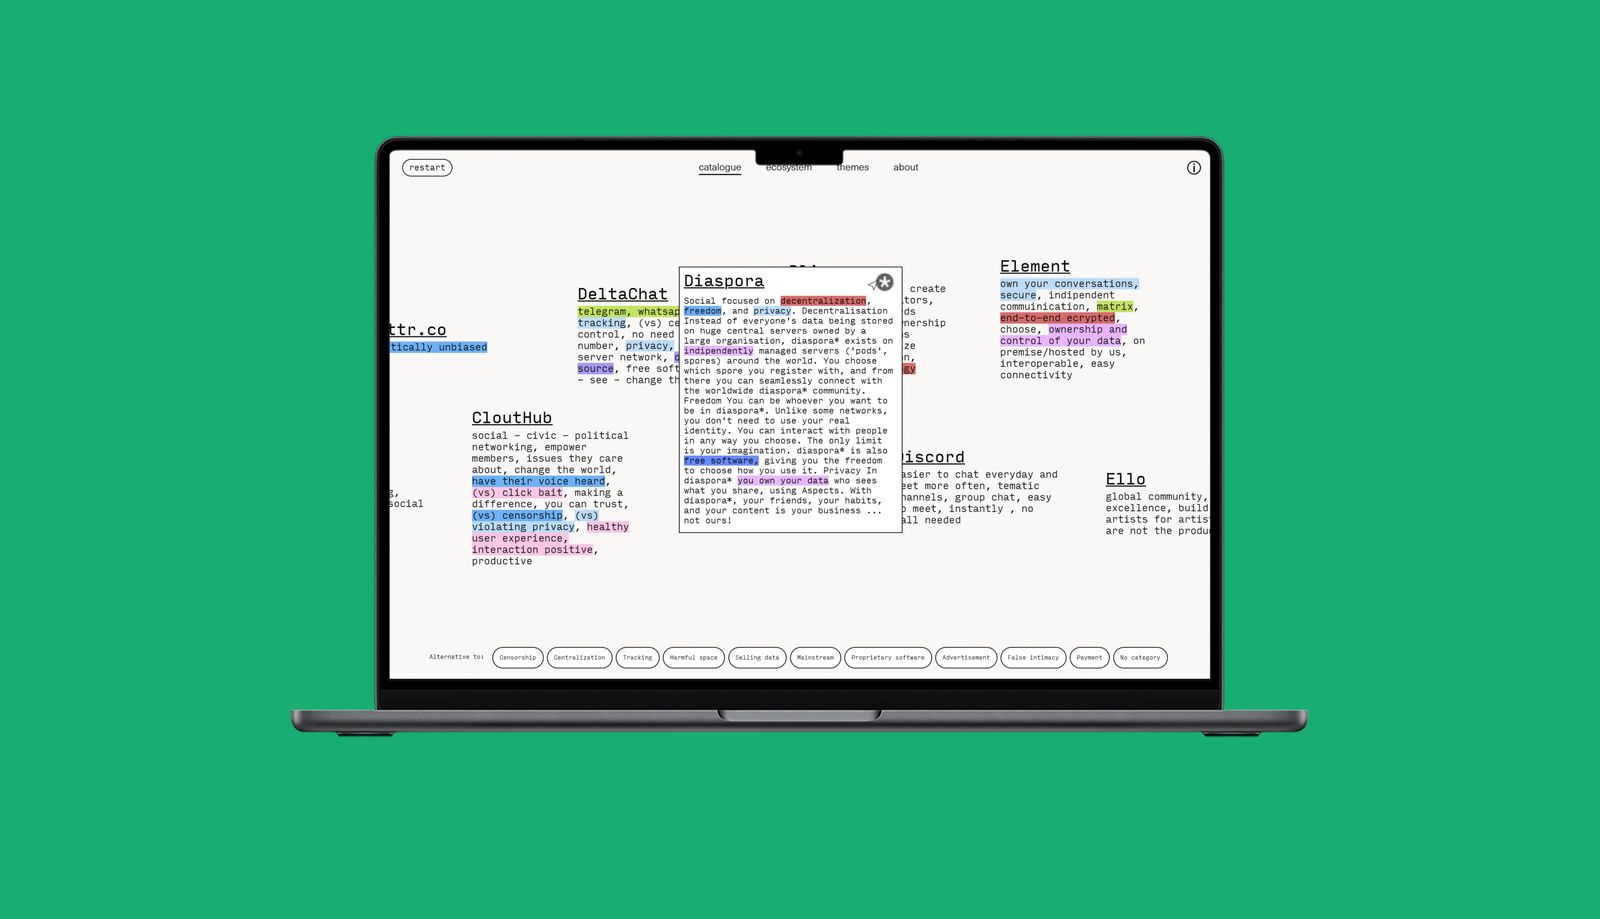 restart
catalogue
ecosystem
themes
about
ttr.co
tically unbiased
social
DeltaChat
telegram, whatsap
tracking, (vs) ce
control, no need
number, privacy,
server network,
source, free soft
– see – change th
CloutHub
social – civic – political
networking, empower
members, issues they care
about, change the world,
have their voice heard,
(vs) click bait, making a
difference, you can trust,
(vs) censorship, (vs)
violating privacy, healthy
user experience,
interaction positive,
productive
Diaspora
Social focused on decentralization,
freedom, and privacy. Decentralisation
Instead of everyone's data being stored
on huge central servers owned by a
large organisation, diaspora* exists on
indipendently managed servers ('pods',
spores) around the world. You choose
which spore you register with, and from
there you can seamlessly connect with
the worldwide diaspora* community.
Freedom You can be whoever you want to
be in diaspora*. Unlike some networks,
you don't need to use your real
identity. You can interact with people
in any way you choose. The only limit
is your imagination. diaspora* is also
free software, giving you the freedom
to choose how you use it. Privacy In
diaspora* you own your data who sees
what you share, using Aspects. With
diaspora*, your friends, your habits,
and your content is your business ...
not ours!
create
tors,
nership
Element
own your conversations,
secure, indipendent
commuinication, matrix,
end-to-end ecrypted,
choose, ownership and
control of your data, on
premise/hosted by us,
interoperable, easy
connectivity
Discord
easier to chat everyday and
eet more often, tematic
hannels, group chat, easy
o meet, instantly , no
all needed
Ello
global community,
excellence, build
artists for artis
are not the produ
Alternative to:
Censorship
Centralization
Tracking
Harmful space
Selling data
Mainstream
Proprietary software
Advertisement
False intimacy
Payment
No category